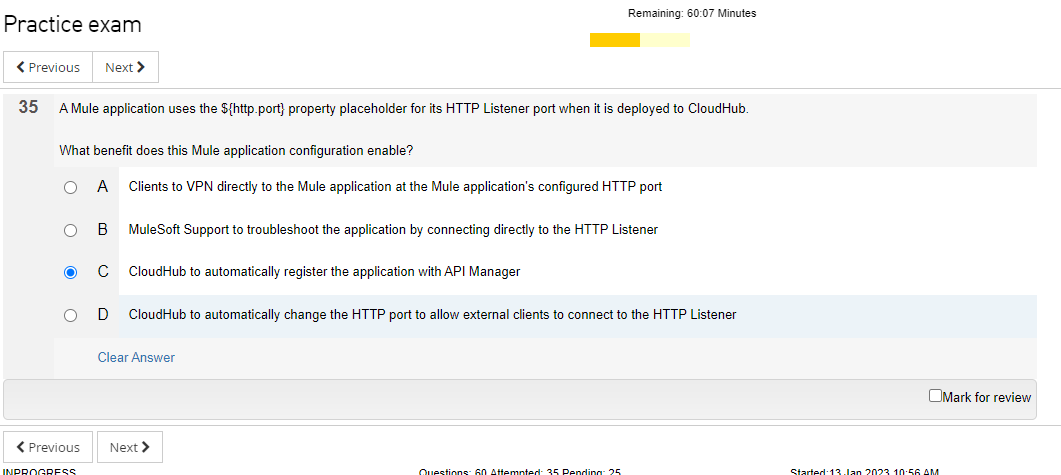 Practice exam
Remaining: 60:07 Minutes
Previous
Next
35
A Mule application uses the ${http.port} property placeholder for its HTTP Listener port when it is deployed to CloudHub.
What benefit does this Mule application configuration enable?
A Clients to VPN directly to the Mule application at the Mule application's configured HTTP port
B MuleSoft Support to troubleshoot the application by connecting directly to the HTTP Listener
C CloudHub to automatically register the application with API Manager
D CloudHub to automatically change the HTTP port to allow external clients to connect to the HTTP Listener
Clear Answer
Mark for review
Previous
Next
INPROGRESS
Questions: 60 Attempted: 35 Pending: 25
Started:13 Jan 2023 10:56 AM